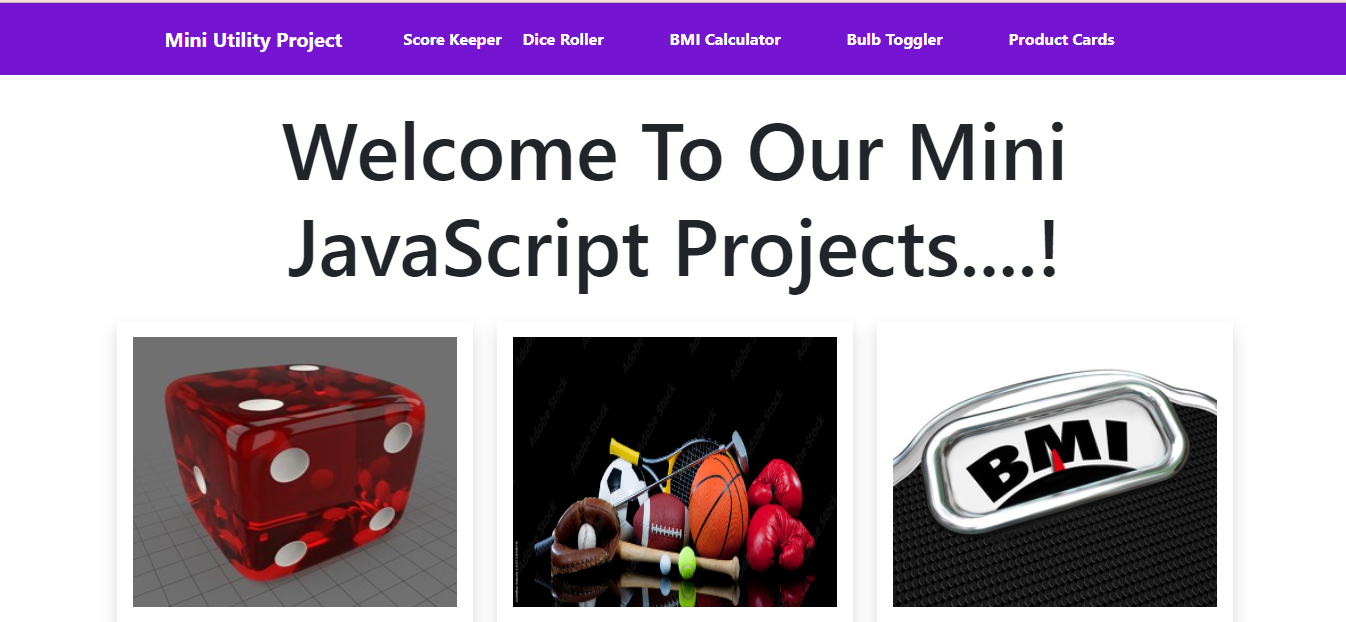 Mini Utility Project Score Keeper Dice Roller BMI Calculator Bulb Toggler Product Cards
Welcome To Our Mini
JavaScript Projects....!
Adobe Stock
BMI